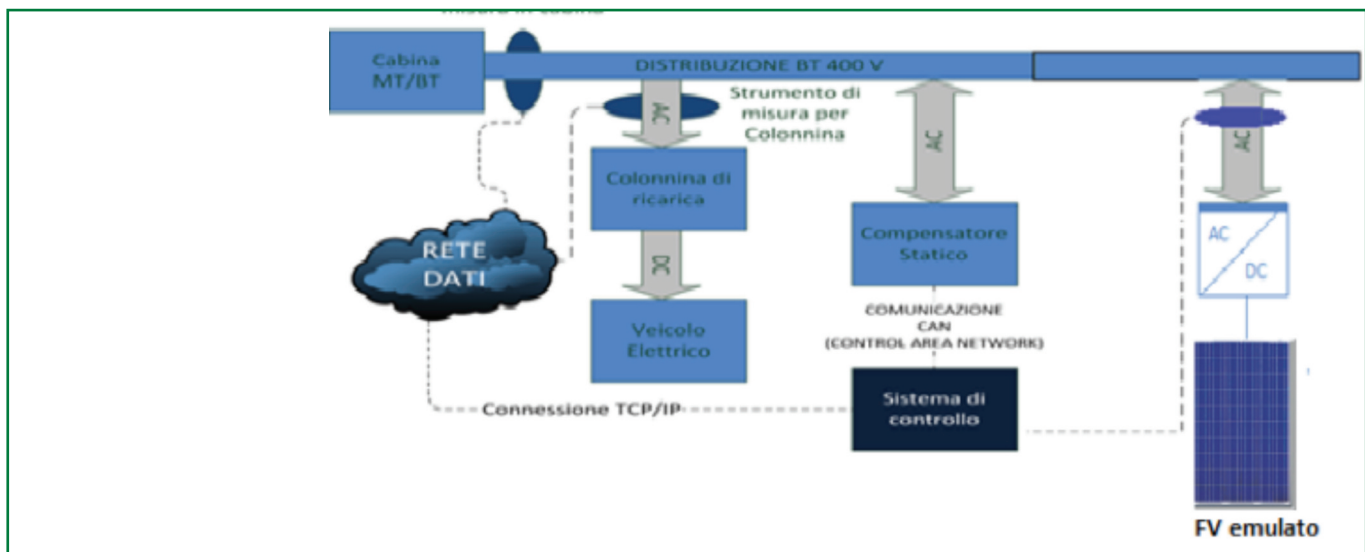 Cabina
MT/BT
DISTRIBUZIONE BT 400 V
Strumento di
misura per
Colonnina
AC
AC
AC
Colonnina di
ricarica
Compensatore
Statico
AC
DC
RETE
DATI
DC
COMUNICAZIONE
CAN
(CONTROL AREA NETWORK)
Veicolo
Elettrico
Connessione TCP/IP
Sistema di
controllo
FV emulato